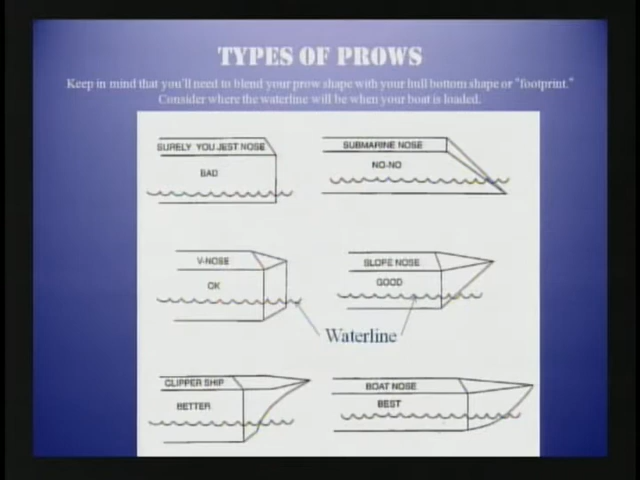 TYPES OF PROWS
Keep in mind that you'll need to blend your prow shape with your hull bottom shape or "footprint."
Consider where the waterline will be when your boat is loaded.
SURELY YOU JEST NOSE
BAD
SUBMARINE NOSE
NO-NO
V-NOSE
OK
SLOPE NOSE
GOOD
Waterline
CLIPPER SHIP
BETTER
BOAT NOSE
BEST